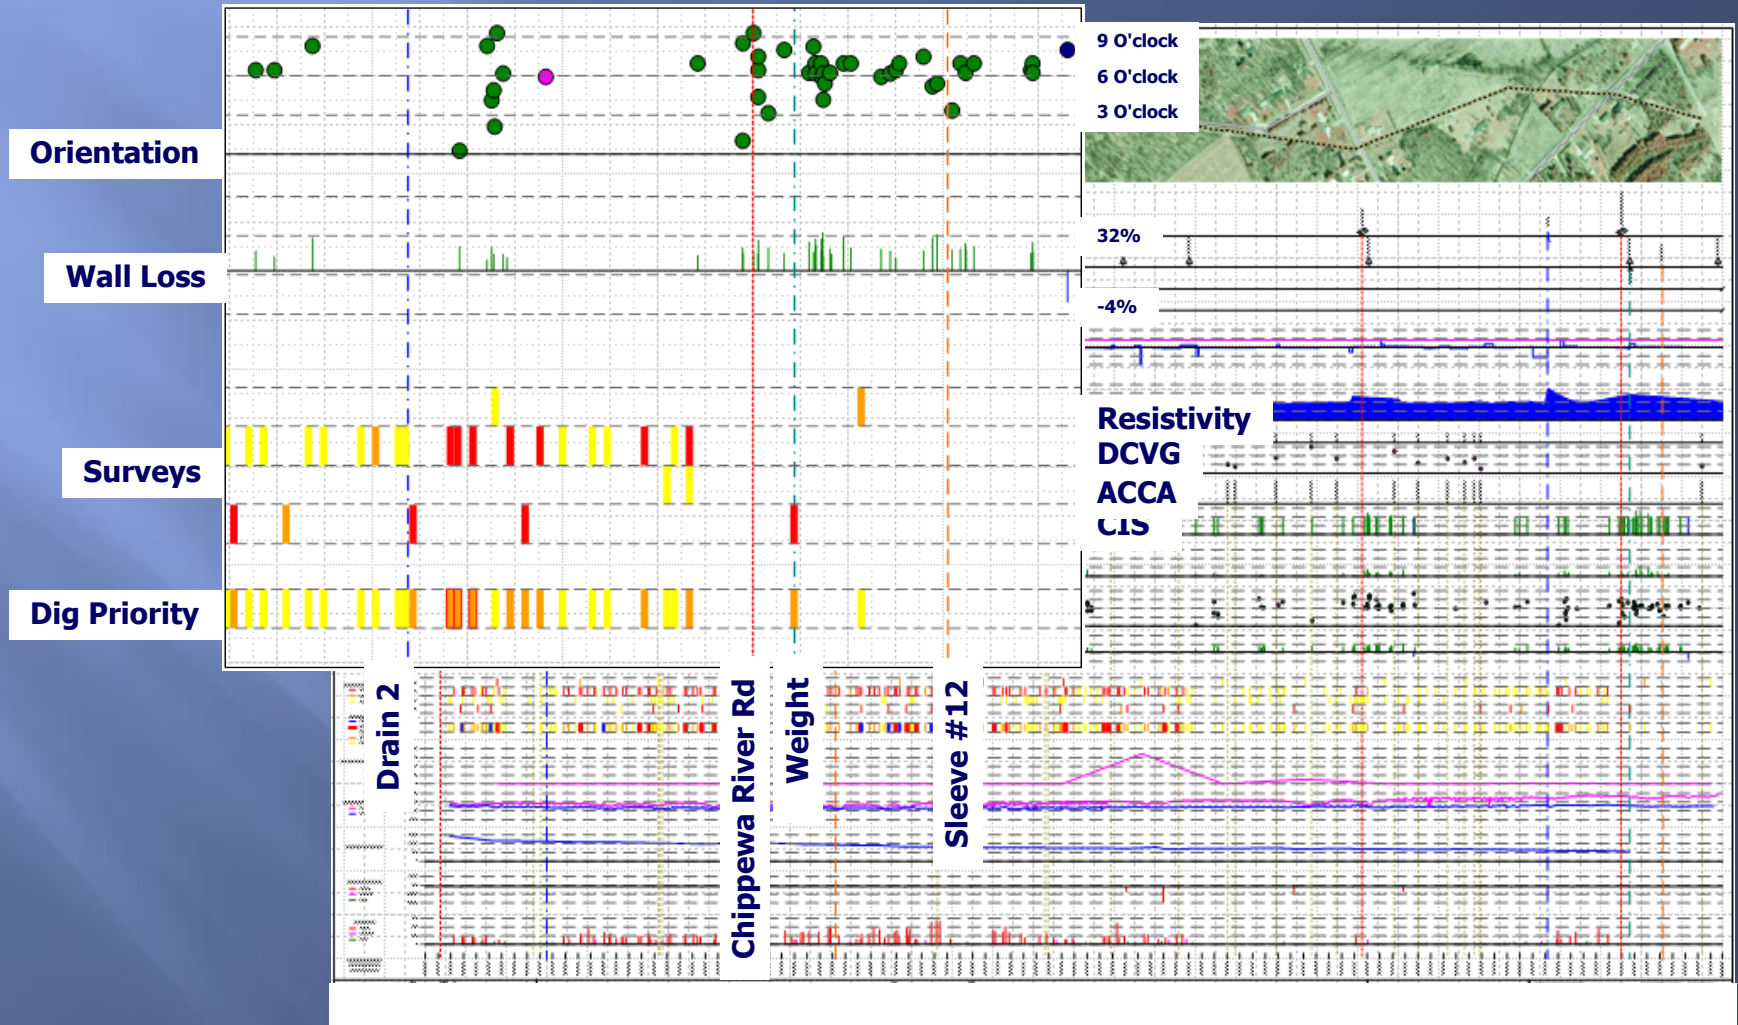 9 O'clock
6 O'clock
3 O'clock
Orientation
32%
Wall Loss
-4%
Resistivity
DCVG
Surveys
ACCA
CIS
Dig Priority
Drain 2
Chippewa River Rd
Weight
Sleeve #12